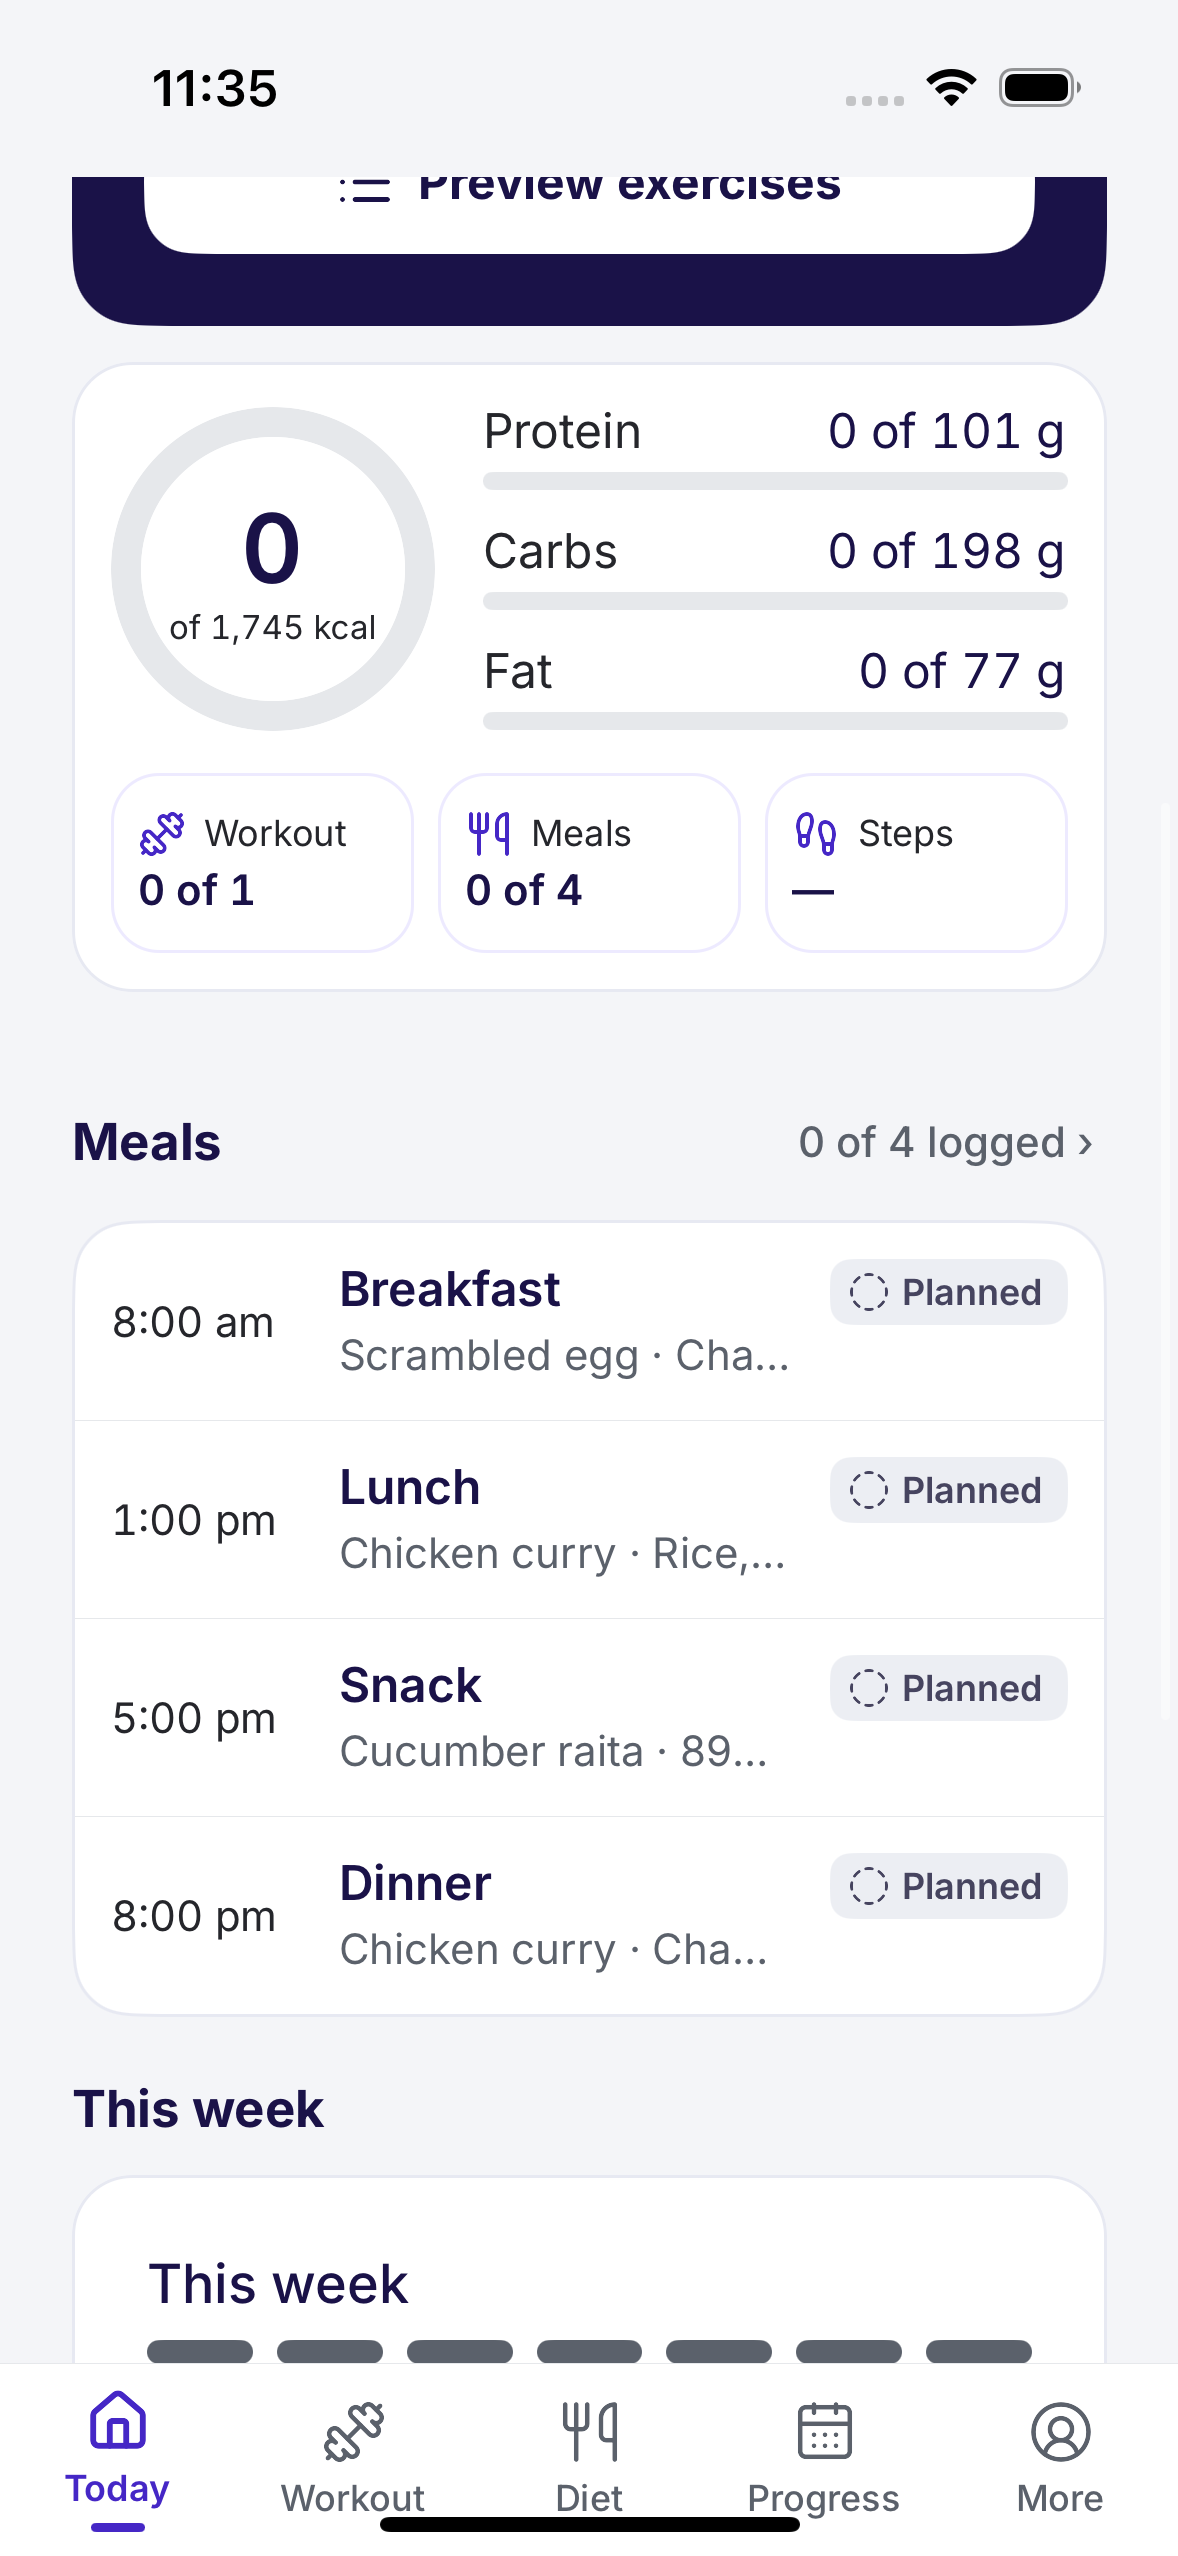 11:35
Preview exercises
0
of 1,745 kcal
Protein 0 of 101 g
Carbs 0 of 198 g
Fat 0 of 77 g
Workout
0 of 1
Meals
0 of 4
Steps
—
Meals 0 of 4 logged ›
8:00 am
Breakfast
Scrambled egg · Cha...
Planned
1:00 pm
Lunch
Chicken curry · Rice,...
Planned
5:00 pm
Snack
Cucumber raita · 89...
Planned
8:00 pm
Dinner
Chicken curry · Cha...
Planned
This week
This week
Today Workout Diet Progress More